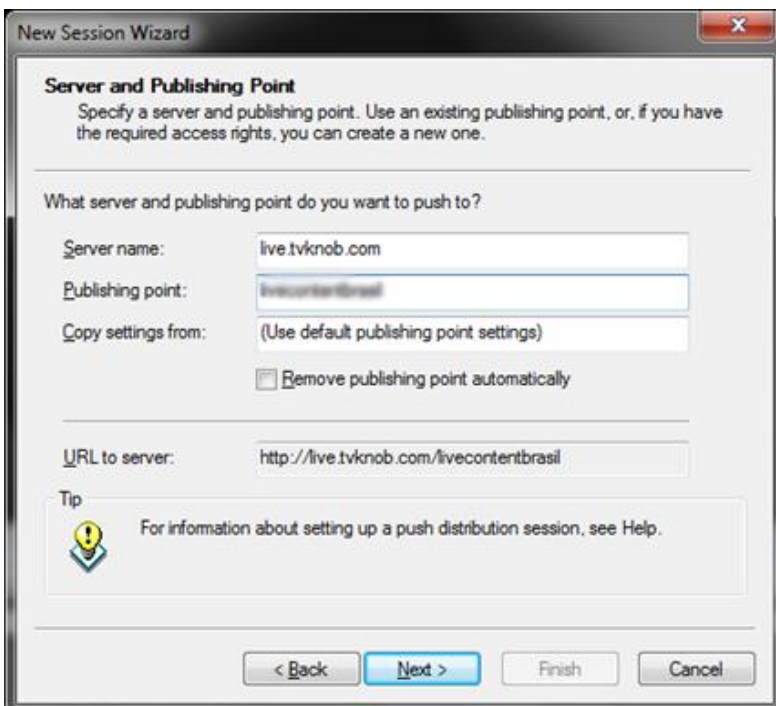 New Session Wizard
Server and Publishing Point
Specify a server and publishing point. Use an existing publishing point, or, if you have
the required access rights, you can create a new one.
What server and publishing point do you want to push to?
Server name: live.tvknob.com
Publishing point: livecontentbrasil
Copy settings from: (Use default publishing point settings)
Remove publishing point automatically
URL to server: http://live.tvknob.com/livecontentbrasil
Tip
For information about setting up a push distribution session, see Help.
< Back Next > Finish Cancel